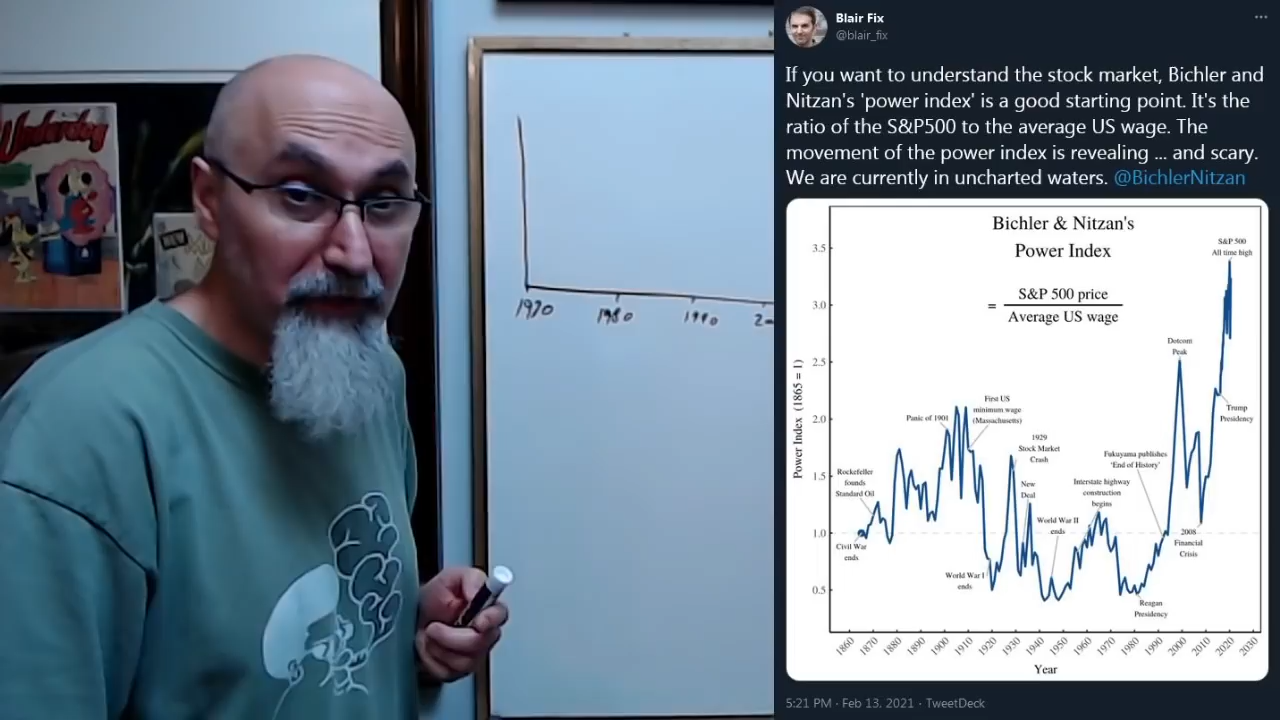 Underdog
NEW
1970
1980
1990
Blair Fix
@blair_fix
If you want to understand the stock market, Bichler and
Nitzan's 'power index' is a good starting point. It's the
ratio of the S&P500 to the average US wage. The
movement of the power index is revealing ... and scary.
We are currently in uncharted waters. @BichlerNitzan
Bichler & Nitzan's
Power Index
= S&P 500 price
Average US wage
S&P 500
All time high
Dotcom
Peak
Trump
Presidency
First US
minimum wage
(Massachusetts)
Panic of 1901
1929
Stock Market
Crash
Fukuyama publishes
'End of History'
Rockefeller
founds
Standard Oil
New
Deal
Interstate highway
construction
begins
World War II
ends
2008
Financial
Crisis
Civil War
ends
World War I
ends
Reagan
Presidency
Power Index (1865 = 1)
3.5
3.0
2.5
2.0
1.5
1.0
0.5
1860 1870 1880 1890 1900 1910 1920 1930 1940 1950 1960 1970 1980 1990 2000 2010 2020 2030
Year
5:21 PM · Feb 13, 2021 · TweetDeck